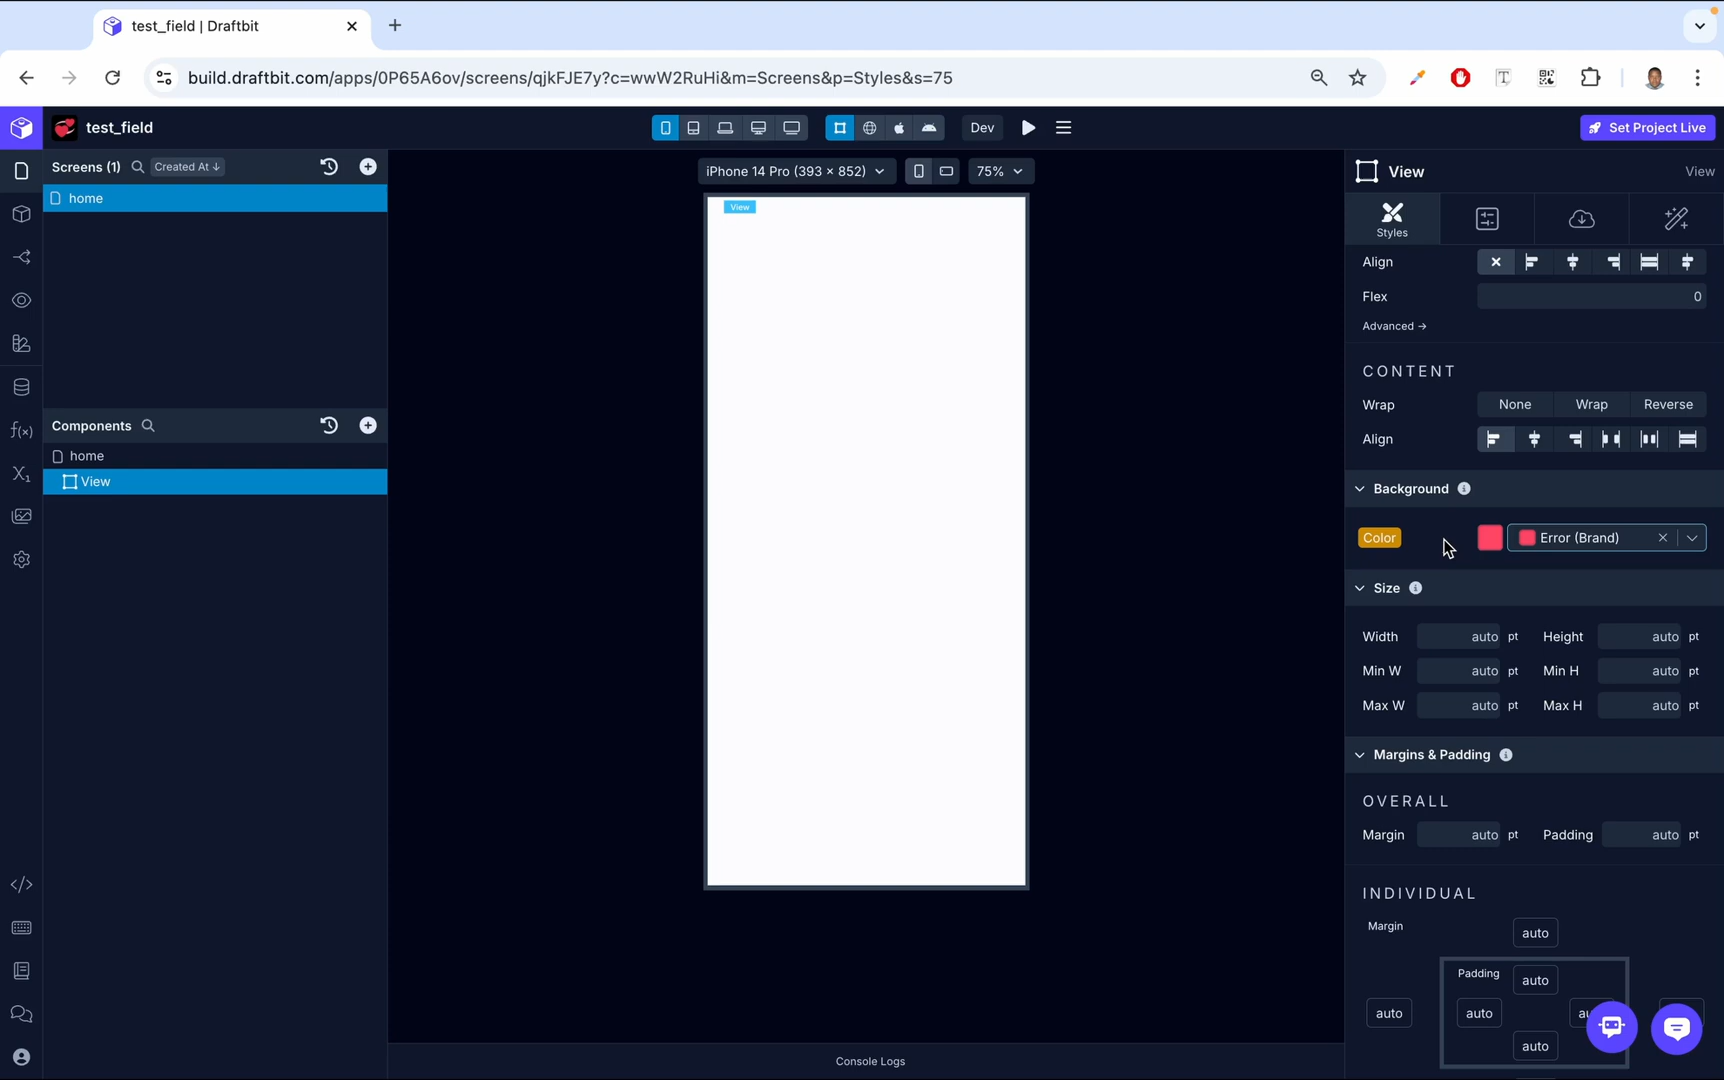 test_field | Draftbit
build.draftbit.com/apps/0P65A6ov/screens/qjkFJE7y?c=wwW2RuHi&m=Screens&p=Styles&s=75
test_field
Dev
Set Project Live
Screens (1) Created At ↓
home
iPhone 14 Pro (393 × 852)
75%
View
View
View
Styles
Align
Flex 0
Advanced →
CONTENT
Wrap None Wrap Reverse
Align
Components
home
View
Background
Color Error (Brand)
Size
Width auto pt Height auto pt
Min W auto pt Min H auto pt
Max W auto pt Max H auto pt
Margins & Padding
OVERALL
Margin auto pt Padding auto pt
INDIVIDUAL
Margin
auto
Padding
auto
auto
auto
auto
Console Logs